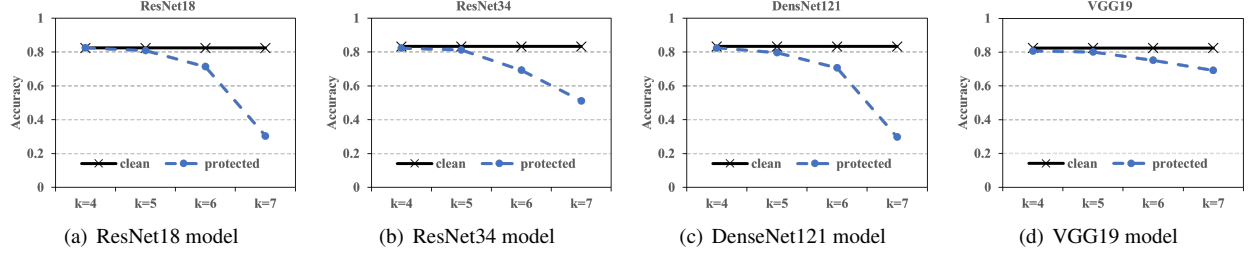 ResNet18
1
0.8
0.6
0.4
0.2
0
Accuracy
clean protected
k=4 k=5 k=6 k=7
(a) ResNet18 model
ResNet34
1
0.8
0.6
0.4
0.2
0
Accuracy
clean protected
k=4 k=5 k=6 k=7
(b) ResNet34 model
DensNet121
1
0.8
0.6
0.4
0.2
0
Accuracy
clean protected
k=4 k=5 k=6 k=7
(c) DenseNet121 model
VGG19
1
0.8
0.6
0.4
0.2
0
Accuracy
clean protected
k=4 k=5 k=6 k=7
(d) VGG19 model